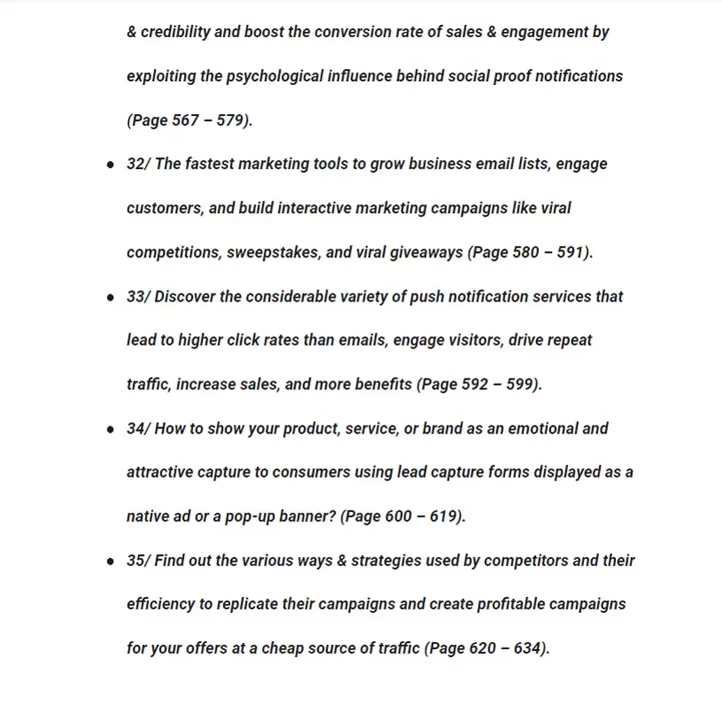 & credibility and boost the conversion rate of sales & engagement by
exploiting the psychological influence behind social proof notifications
(Page 567 – 579).
● 32/ The fastest marketing tools to grow business email lists, engage
customers, and build interactive marketing campaigns like viral
competitions, sweepstakes, and viral giveaways (Page 580 – 591).
● 33/ Discover the considerable variety of push notification services that
lead to higher click rates than emails, engage visitors, drive repeat
traffic, increase sales, and more benefits (Page 592 – 599).
● 34/ How to show your product, service, or brand as an emotional and
attractive capture to consumers using lead capture forms displayed as a
native ad or a pop-up banner? (Page 600 – 619).
● 35/ Find out the various ways & strategies used by competitors and their
efficiency to replicate their campaigns and create profitable campaigns
for your offers at a cheap source of traffic (Page 620 – 634).